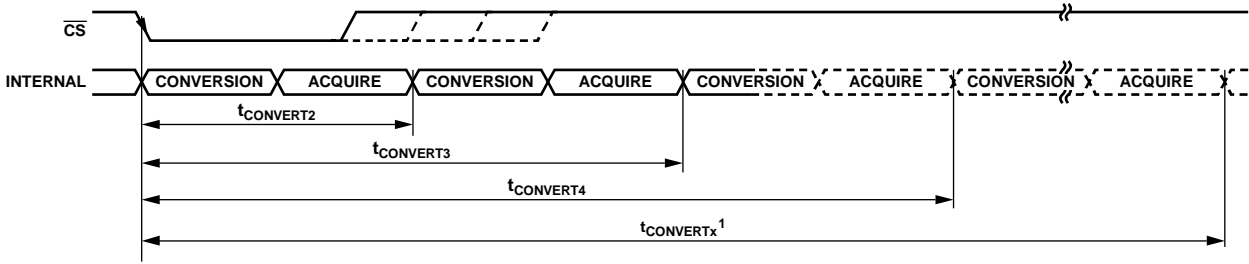 CS
INTERNAL CONVERSION ACQUIRE CONVERSION ACQUIRE CONVERSION ACQUIRE CONVERSION ACQUIRE
tCONVERT2
tCONVERT3
tCONVERT4
tCONVERTx1